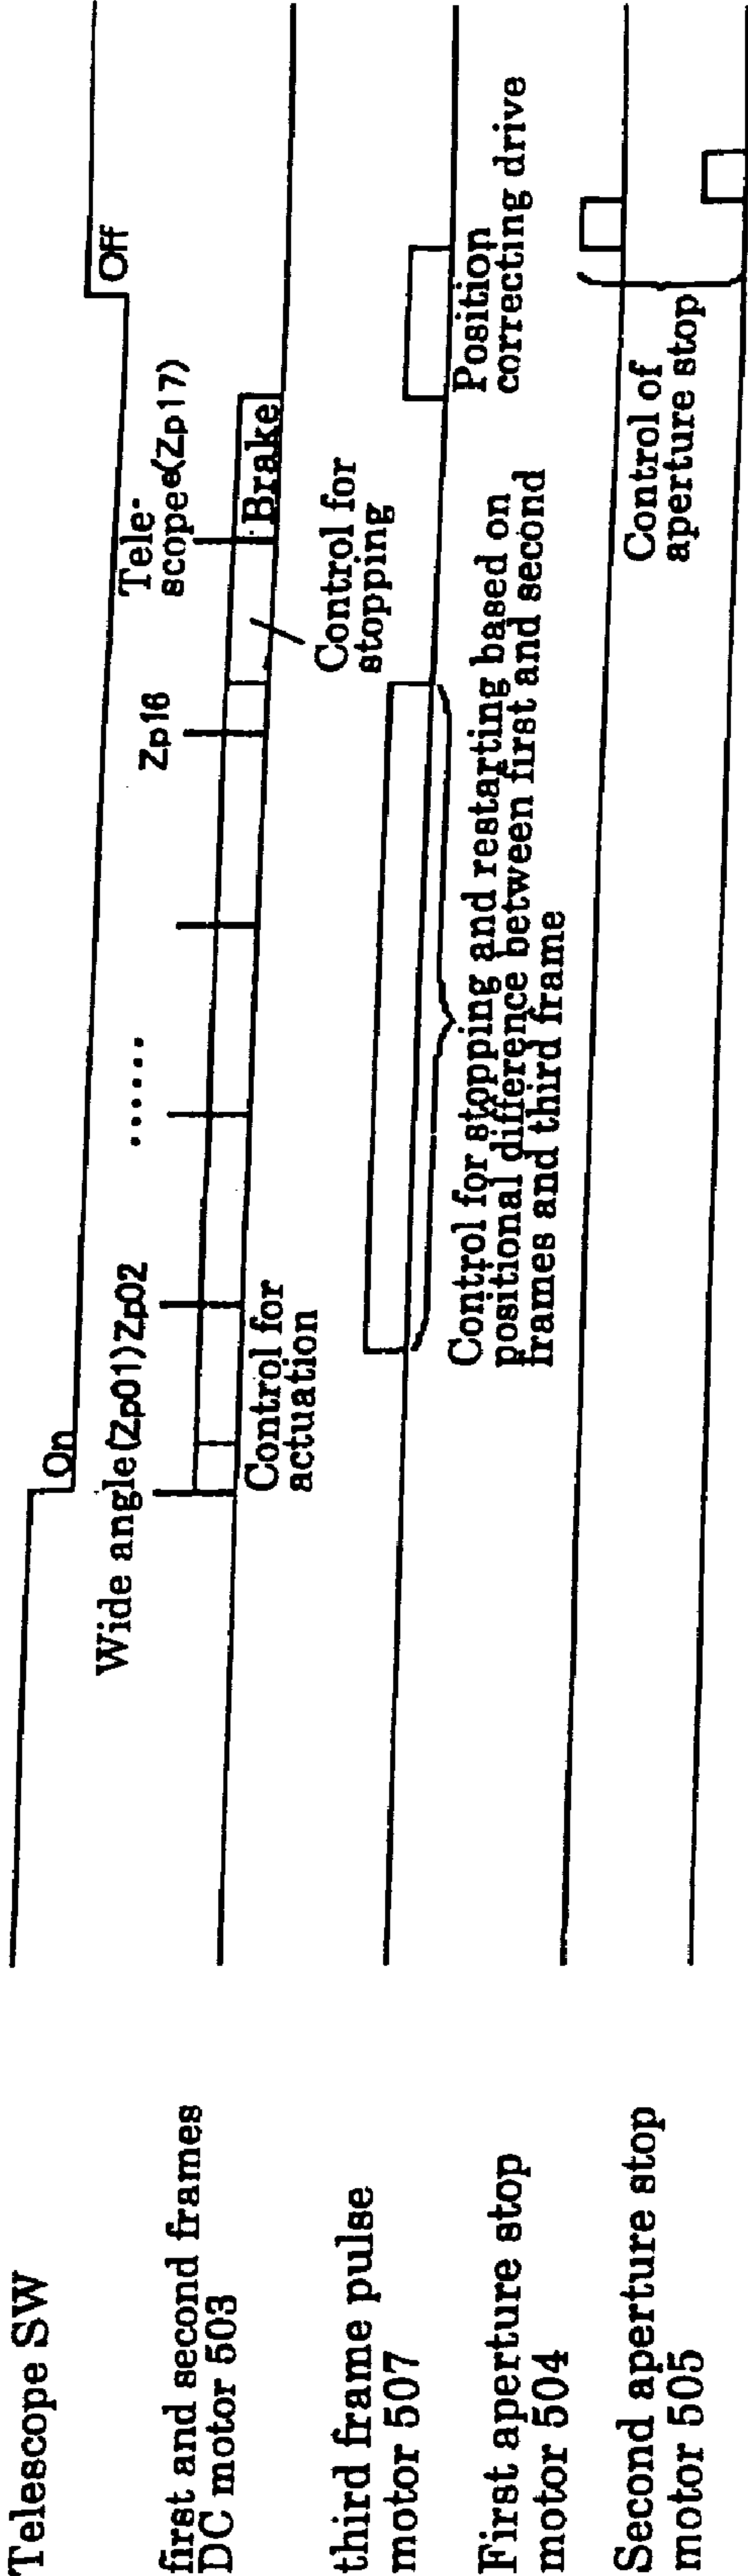 Telescope SW
On
Off
first and second frames
DC motor 503
Wide angle(Zp01)
Zp02
......
Zp16
Tele-
scope(Zp17)
Control for
actuation
Control for
stopping
Brake
third frame pulse
motor 507
Control for stopping and restarting based on
positional difference between first and second
frames and third frame
Position
correcting drive
First aperture stop
motor 504
Second aperture stop
motor 505
Control of
aperture stop